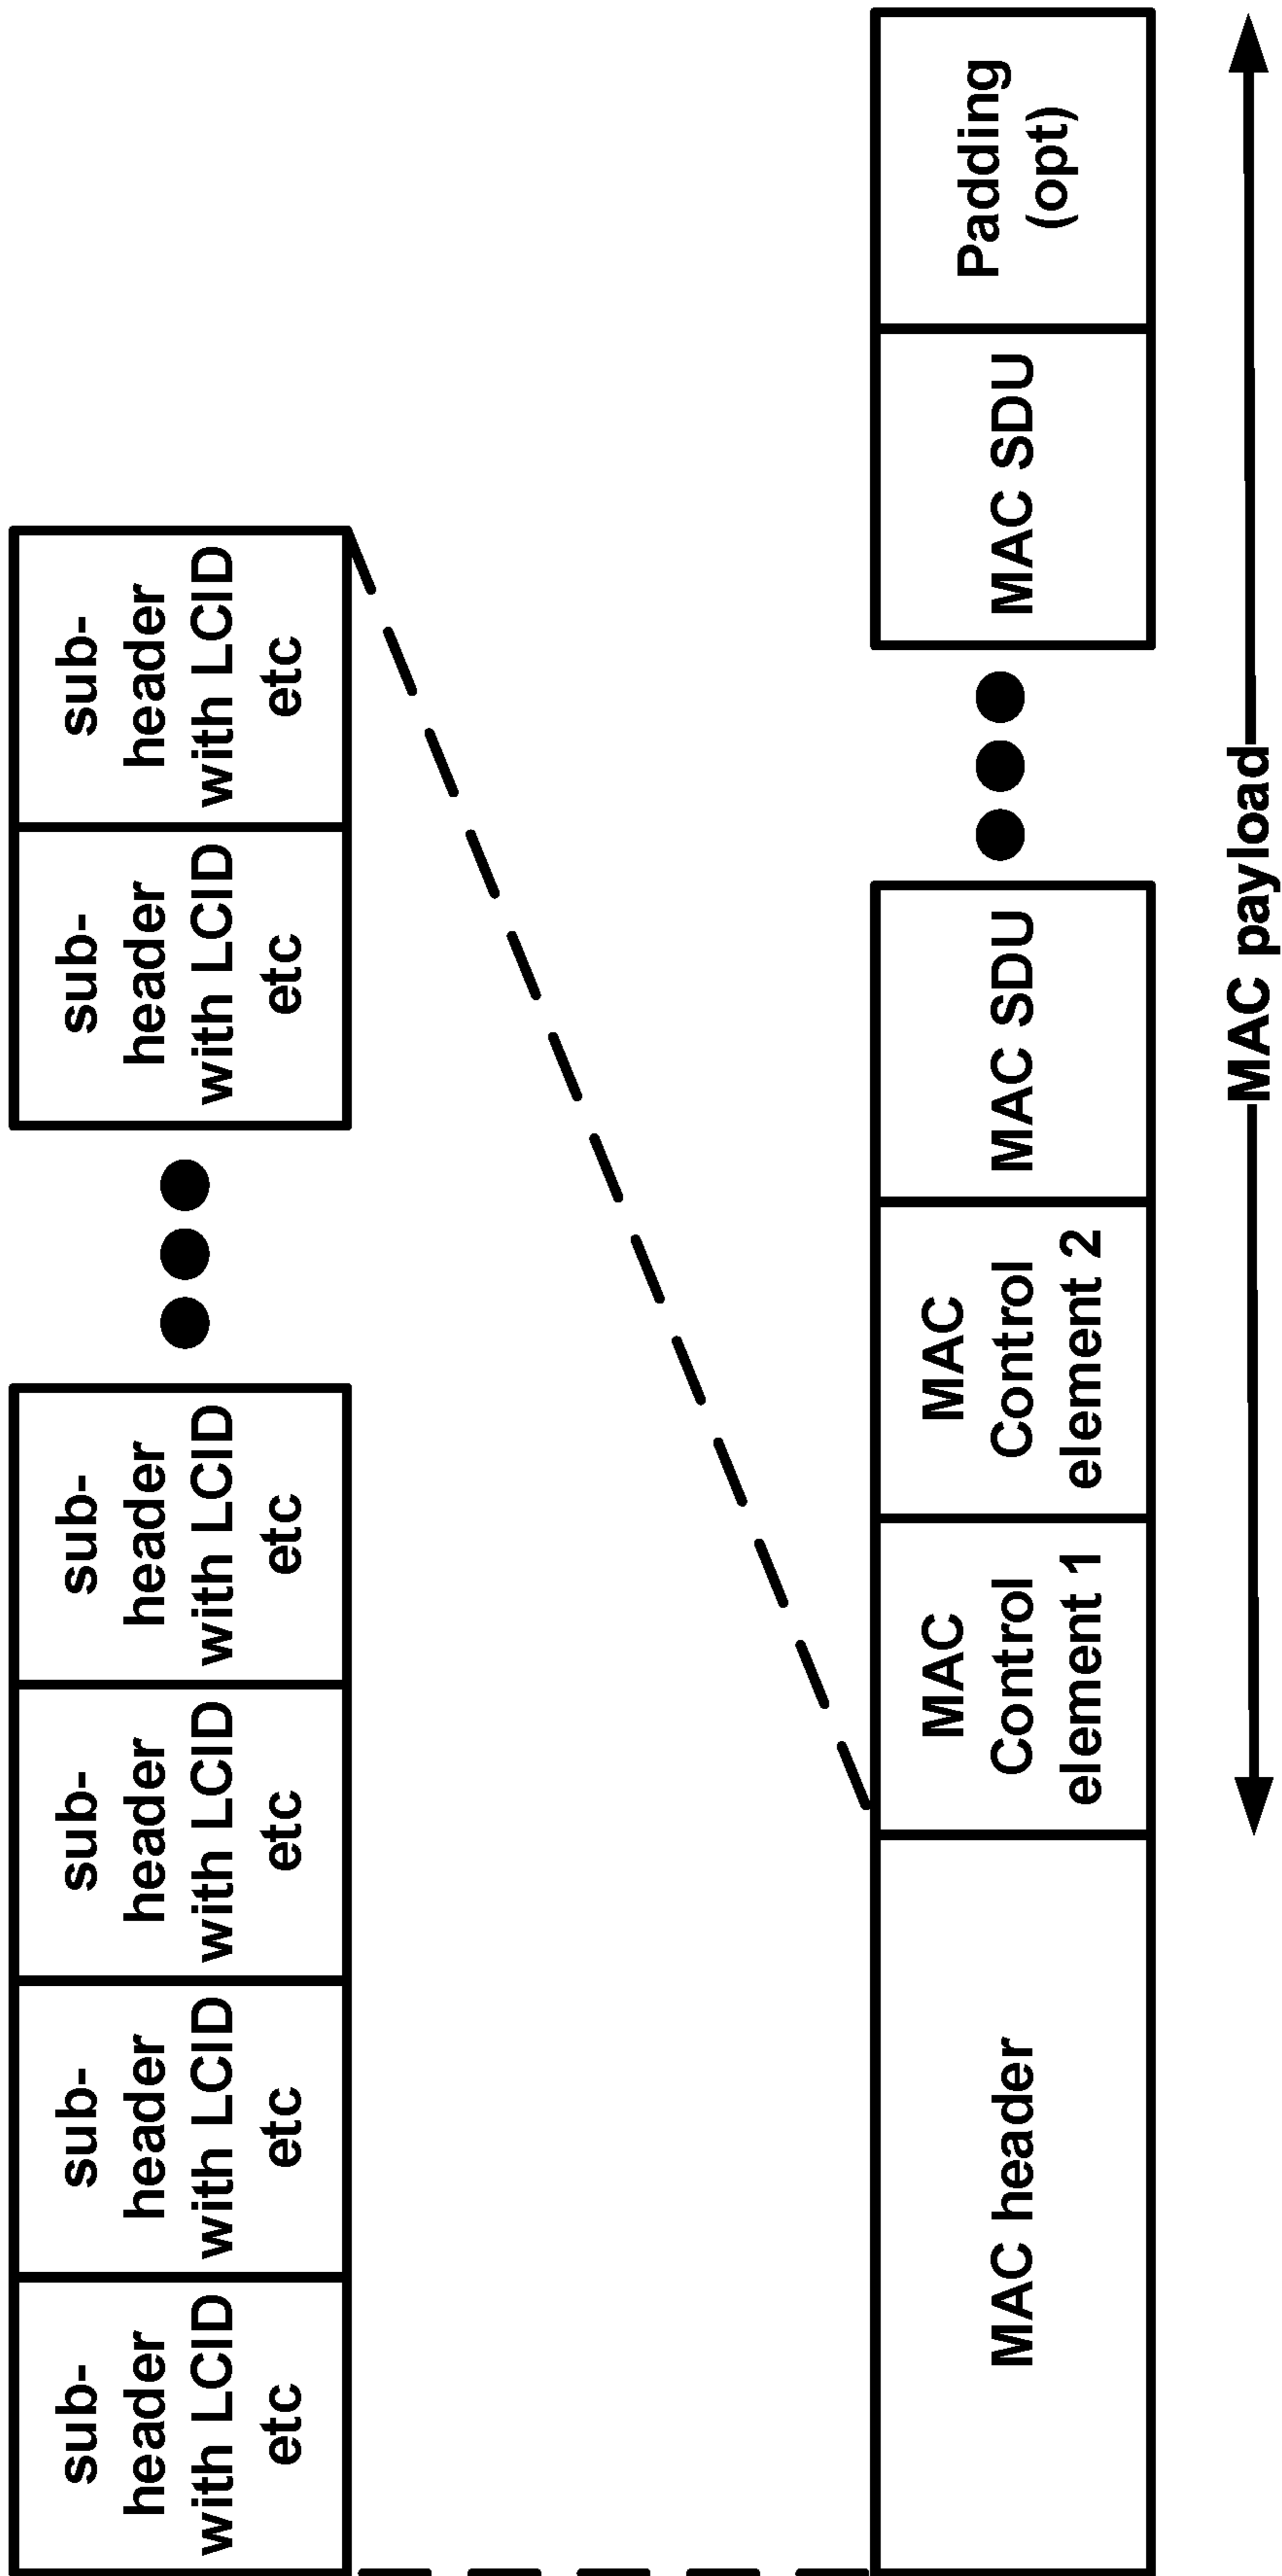 sub-
header
with LCID
etc
sub-
header
with LCID
etc
sub-
header
with LCID
etc
sub-
header
with LCID
etc
sub-
header
with LCID
etc
sub-
header
with LCID
etc
MAC header
MAC
Control
element 1
MAC
Control
element 2
MAC SDU
MAC SDU
Padding
(opt)
MAC payload